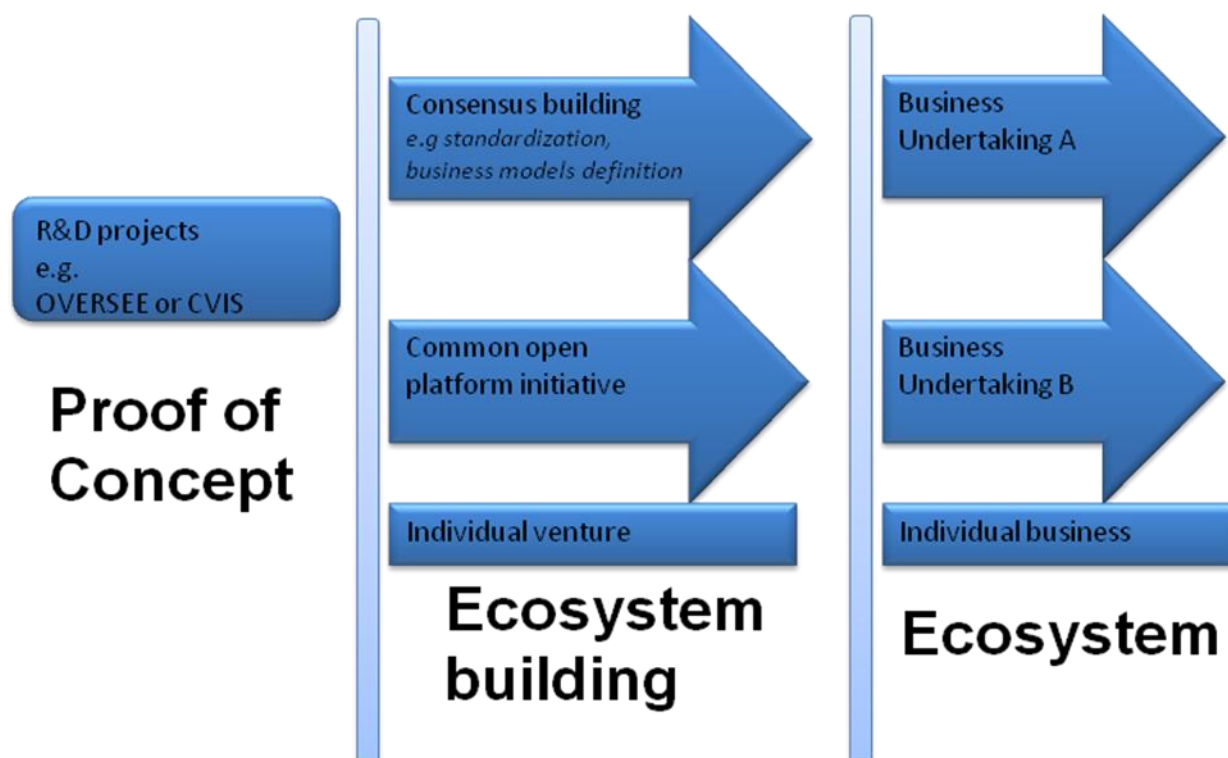 R&D projects
e.g.
OVERSEE or CVIS
Proof of
Concept
Consensus building
e.g standardization,
business models definition
Common open
platform initiative
Individual venture
Ecosystem
building
Business
Undertaking A
Business
Undertaking B
Individual business
Ecosystem